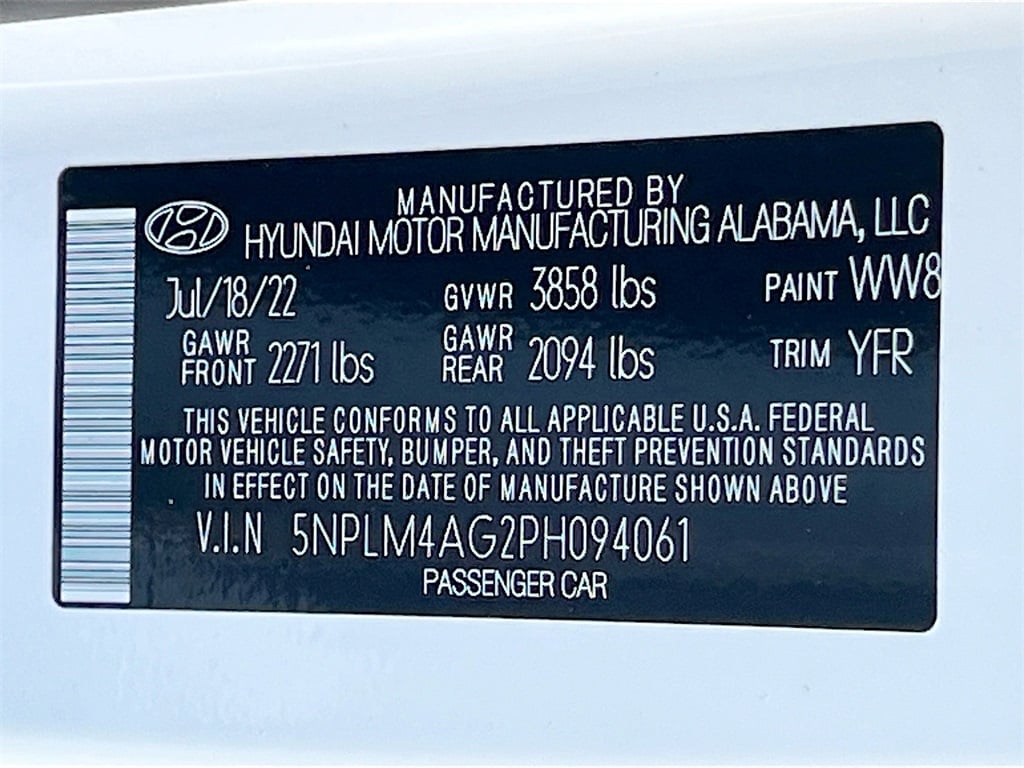 MANUFACTURED BY
HYUNDAI MOTOR MANUFACTURING ALABAMA, LLC
Jul/18/22 GVWR 3858 lbs PAINT WW8
GAWR FRONT 2271 lbs GAWR REAR 2094 lbs TRIM YFR
THIS VEHICLE CONFORMS TO ALL APPLICABLE U.S.A. FEDERAL
MOTOR VEHICLE SAFETY, BUMPER, AND THEFT PREVENTION STANDARDS
IN EFFECT ON THE DATE OF MANUFACTURE SHOWN ABOVE
V.I.N 5NPLM4AG2PH094061
PASSENGER CAR